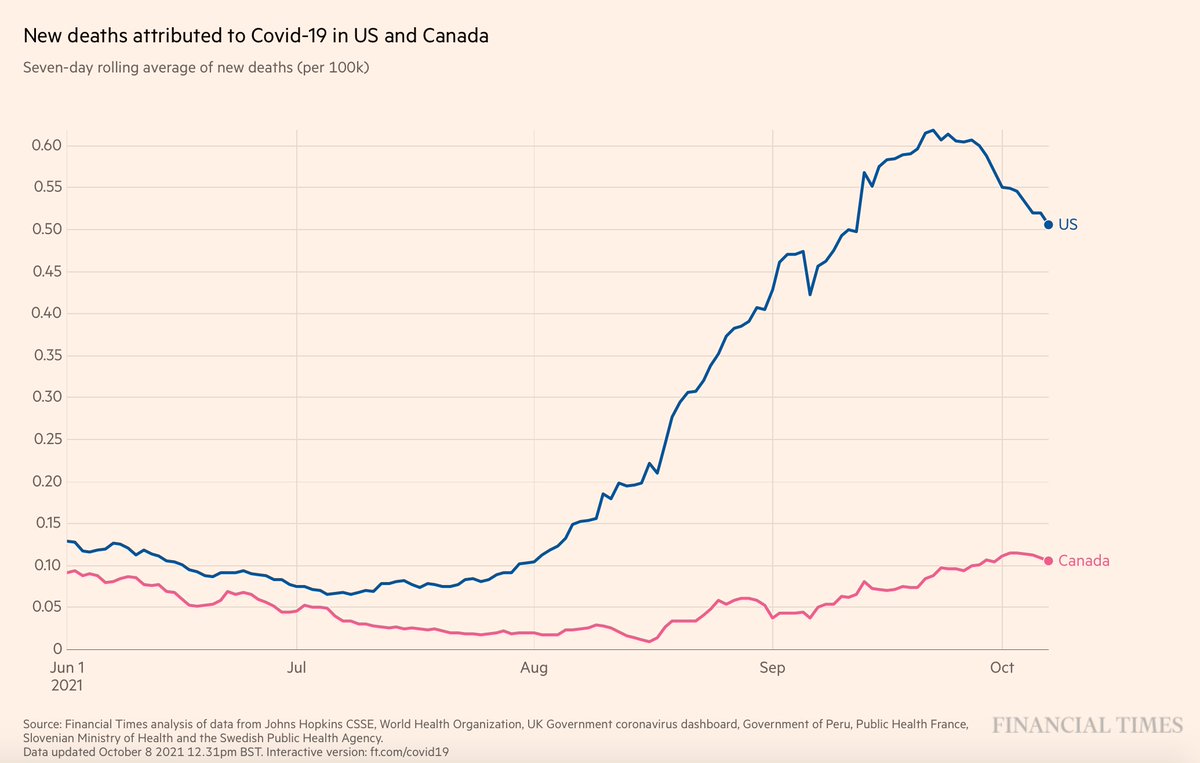 New deaths attributed to Covid-19 in US and Canada
Seven-day rolling average of new deaths (per 100k)
0.60
0.55
0.50
0.45
0.40
0.35
0.30
0.25
0.20
0.15
0.10
0.05
0
US
Canada
Jun 1 Jul Aug Sep Oct
2021
Source: Financial Times analysis of data from Johns Hopkins CSSE, World Health Organization, UK Government coronavirus dashboard, Government of Peru, Public Health France,
Slovenian Ministry of Health and the Swedish Public Health Agency.
Data updated October 8 2021 12.31pm BST. Interactive version: ft.com/covid19
FINANCIAL TIMES